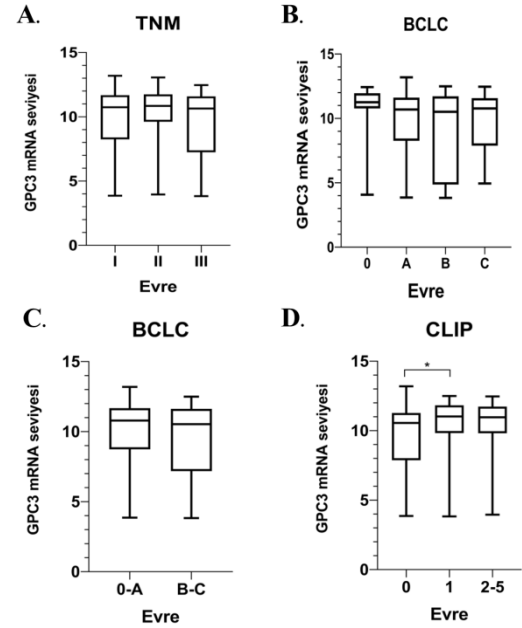 A.
TNM
GPC3 mRNA seviyesi
15
10
5
0
I II III
Evre
B.
BCLC
GPC3 mRNA seviyesi
15
10
5
0
0 A B C
Evre
C.
BCLC
GPC3 mRNA seviyesi
15
10
5
0
0-A B-C
Evre
D.
CLIP
GPC3 mRNA seviyesi
15
10
5
0
*
0 1 2-5
Evre